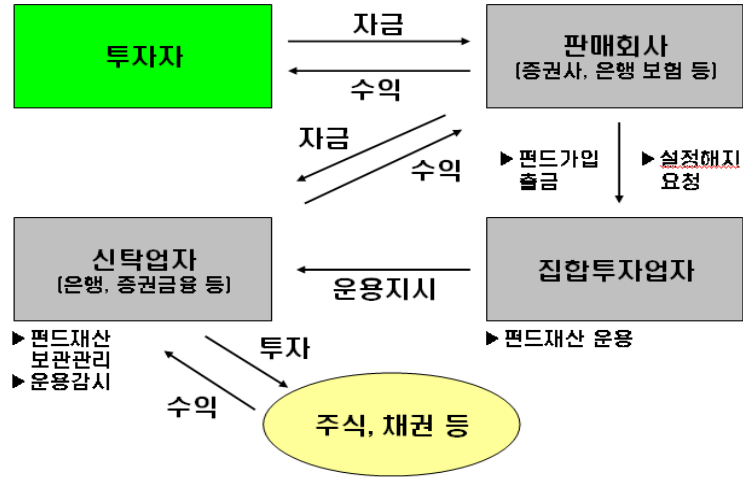 투자자
자금
수익
판매회사
(증권사, 은행 보험 등)
자금
수익
▶ 펀드가입
출금
▶ 설정해지
요청
신탁업자
(은행, 증권금융 등)
운용지시
집합투자업자
▶ 펀드재산
보관관리
▶ 운용감시
▶ 펀드재산 운용
투자
수익
주식, 채권 등